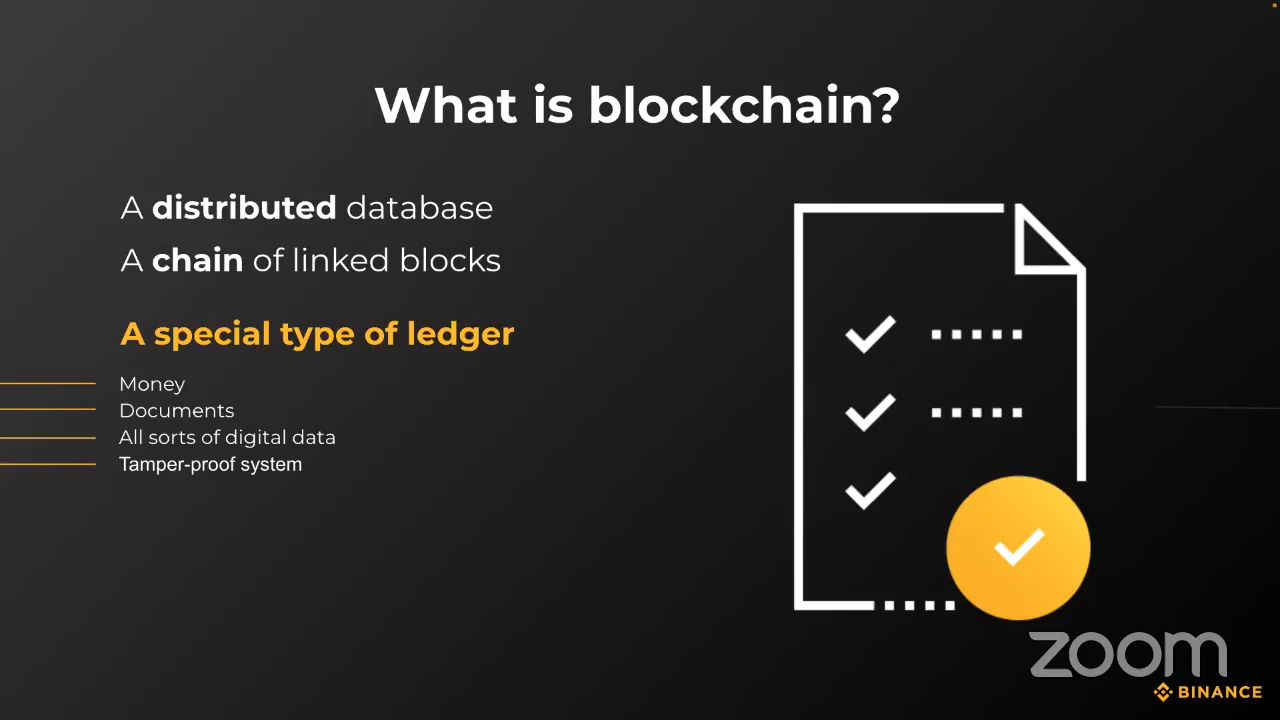 What is blockchain?
A distributed database
A chain of linked blocks
A special type of ledger
Money
Documents
All sorts of digital data
Tamper-proof system
zoom
BINANCE